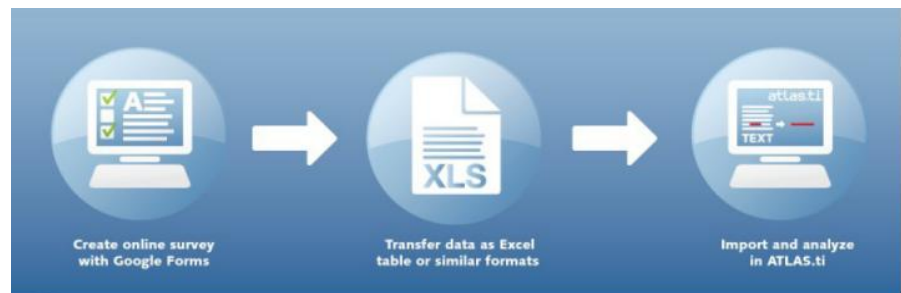 A
Create online survey
with Google Forms
XLS
Transfer data as Excel
table or similar formats
atlas.ti
TEXT
Import and analyze
in ATLAS.ti